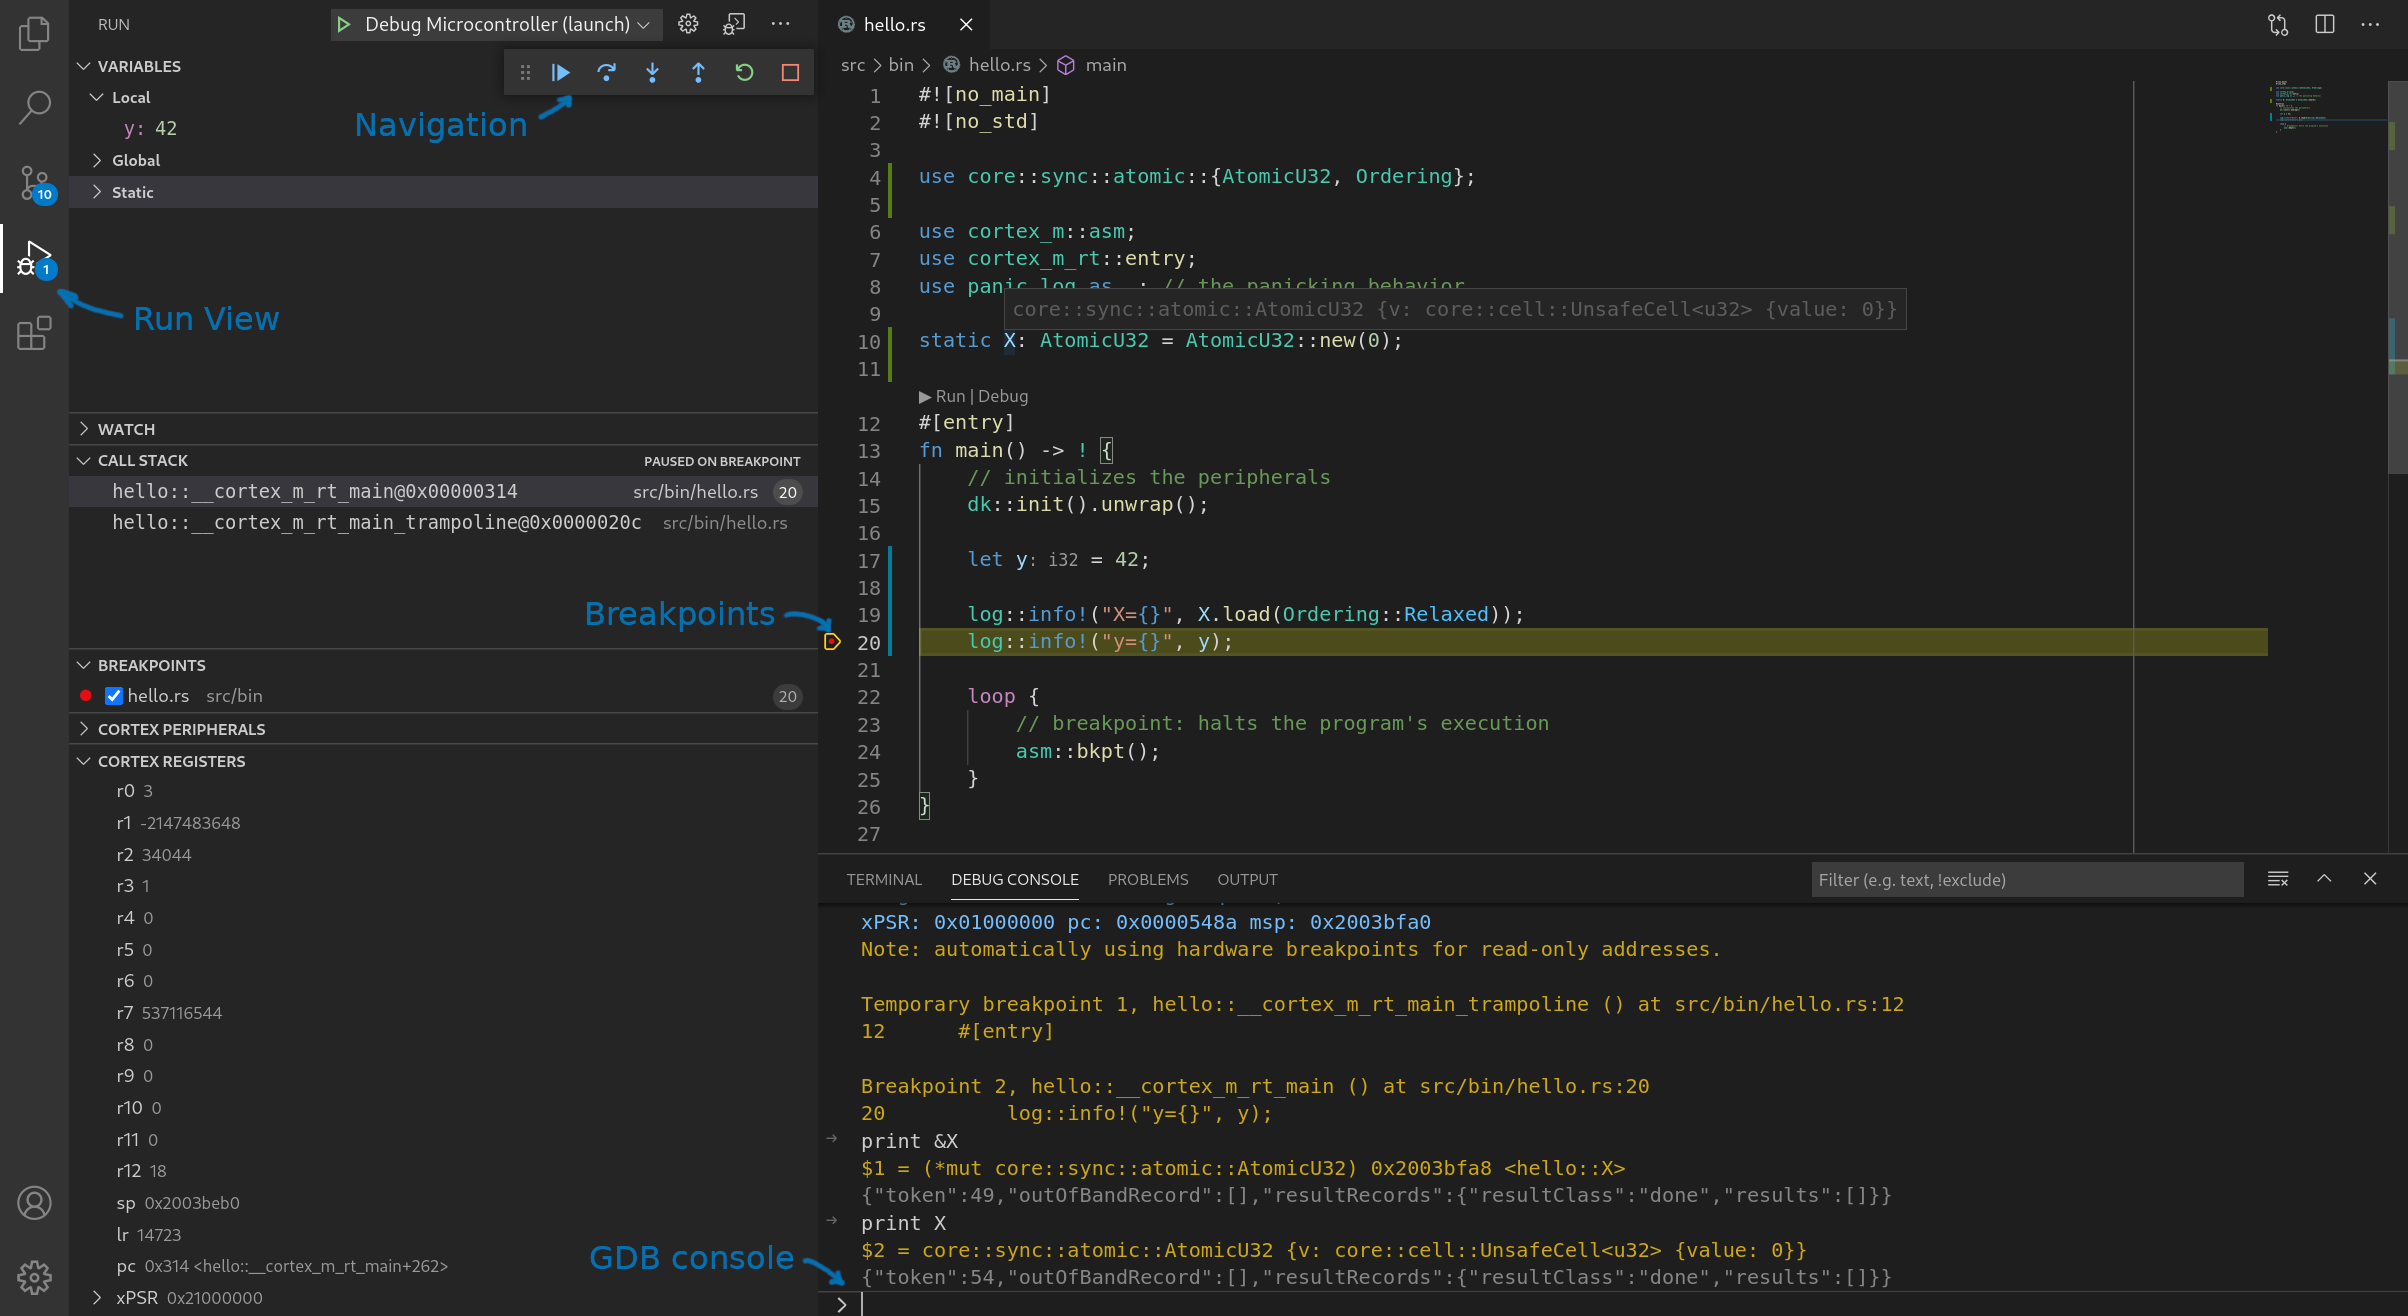 RUN
Debug Microcontroller (launch)
VARIABLES
Local
y: 42
Global
Static
Navigation
10
1
Run View
WATCH
CALL STACK PAUSED ON BREAKPOINT
hello::__cortex_m_rt_main@0x00000314 src/bin/hello.rs 20
hello::__cortex_m_rt_main_trampoline@0x0000020c src/bin/hello.rs
Breakpoints
BREAKPOINTS
hello.rs src/bin 20
CORTEX PERIPHERALS
CORTEX REGISTERS
r0 3
r1 -2147483648
r2 34044
r3 1
r4 0
r5 0
r6 0
r7 537116544
r8 0
r9 0
r10 0
r11 0
r12 18
sp 0x2003beb0
lr 14723
pc 0x314 <hello::__cortex_m_rt_main+262>
xPSR 0x21000000
hello.rs
src > bin > hello.rs > main
1 #![no_main]
2 #![no_std]
3
4 use core::sync::atomic::{AtomicU32, Ordering};
5
6 use cortex_m::asm;
7 use cortex_m_rt::entry;
8 use panic_log as _; // the panicking behavior
9
core::sync::atomic::AtomicU32 {v: core::cell::UnsafeCell<u32> {value: 0}}
10 static X: AtomicU32 = AtomicU32::new(0);
11
▶ Run | Debug
12 #[entry]
13 fn main() -> ! {
14 // initializes the peripherals
15 dk::init().unwrap();
16
17 let y: i32 = 42;
18
19 log::info!("X={}", X.load(Ordering::Relaxed));
20 log::info!("y={}", y);
21
22 loop {
23 // breakpoint: halts the program's execution
24 asm::bkpt();
25 }
26 }
27
TERMINAL DEBUG CONSOLE PROBLEMS OUTPUT Filter (e.g. text, !exclude)
xPSR: 0x01000000 pc: 0x0000548a msp: 0x2003bfa0
Note: automatically using hardware breakpoints for read-only addresses.
Temporary breakpoint 1, hello::__cortex_m_rt_main_trampoline () at src/bin/hello.rs:12
12 #[entry]
Breakpoint 2, hello::__cortex_m_rt_main () at src/bin/hello.rs:20
20 log::info!("y={}", y);
→ print &X
$1 = (*mut core::sync::atomic::AtomicU32) 0x2003bfa8 <hello::X>
{"token":49,"outOfBandRecord":[],"resultRecords":{"resultClass":"done","results":[]}}
→ print X
$2 = core::sync::atomic::AtomicU32 {v: core::cell::UnsafeCell<u32> {value: 0}}
{"token":54,"outOfBandRecord":[],"resultRecords":{"resultClass":"done","results":[]}}
GDB console
>